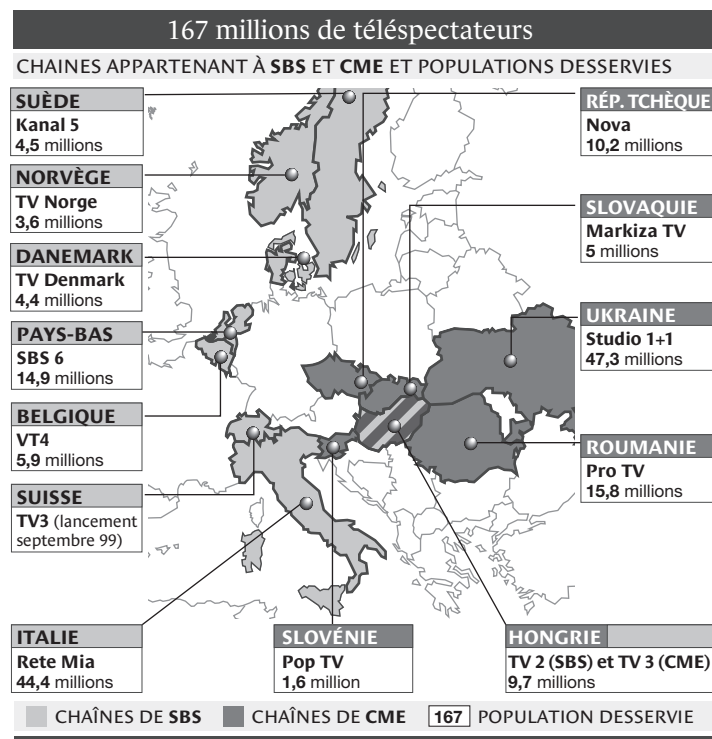 167 millions de téléspectateurs
CHAINES APPARTENANT À SBS ET CME ET POPULATIONS DESSERVIES
SUÈDE
Kanal 5
4,5 millions
NORVÈGE
TV Norge
3,6 millions
DANEMARK
TV Denmark
4,4 millions
PAYS-BAS
SBS 6
14,9 millions
BELGIQUE
VT4
5,9 millions
SUISSE
TV3 (lancement
septembre 99)
ITALIE
Rete Mia
44,4 millions
SLOVÉNIE
Pop TV
1,6 million
RÉP. TCHÈQUE
Nova
10,2 millions
SLOVAQUIE
Markiza TV
5 millions
UKRAINE
Studio 1+1
47,3 millions
ROUMANIE
Pro TV
15,8 millions
HONGRIE
TV 2 (SBS) et TV 3 (CME)
9,7 millions
CHAÎNES DE SBS CHAÎNES DE CME 167 POPULATION DESSERVIE